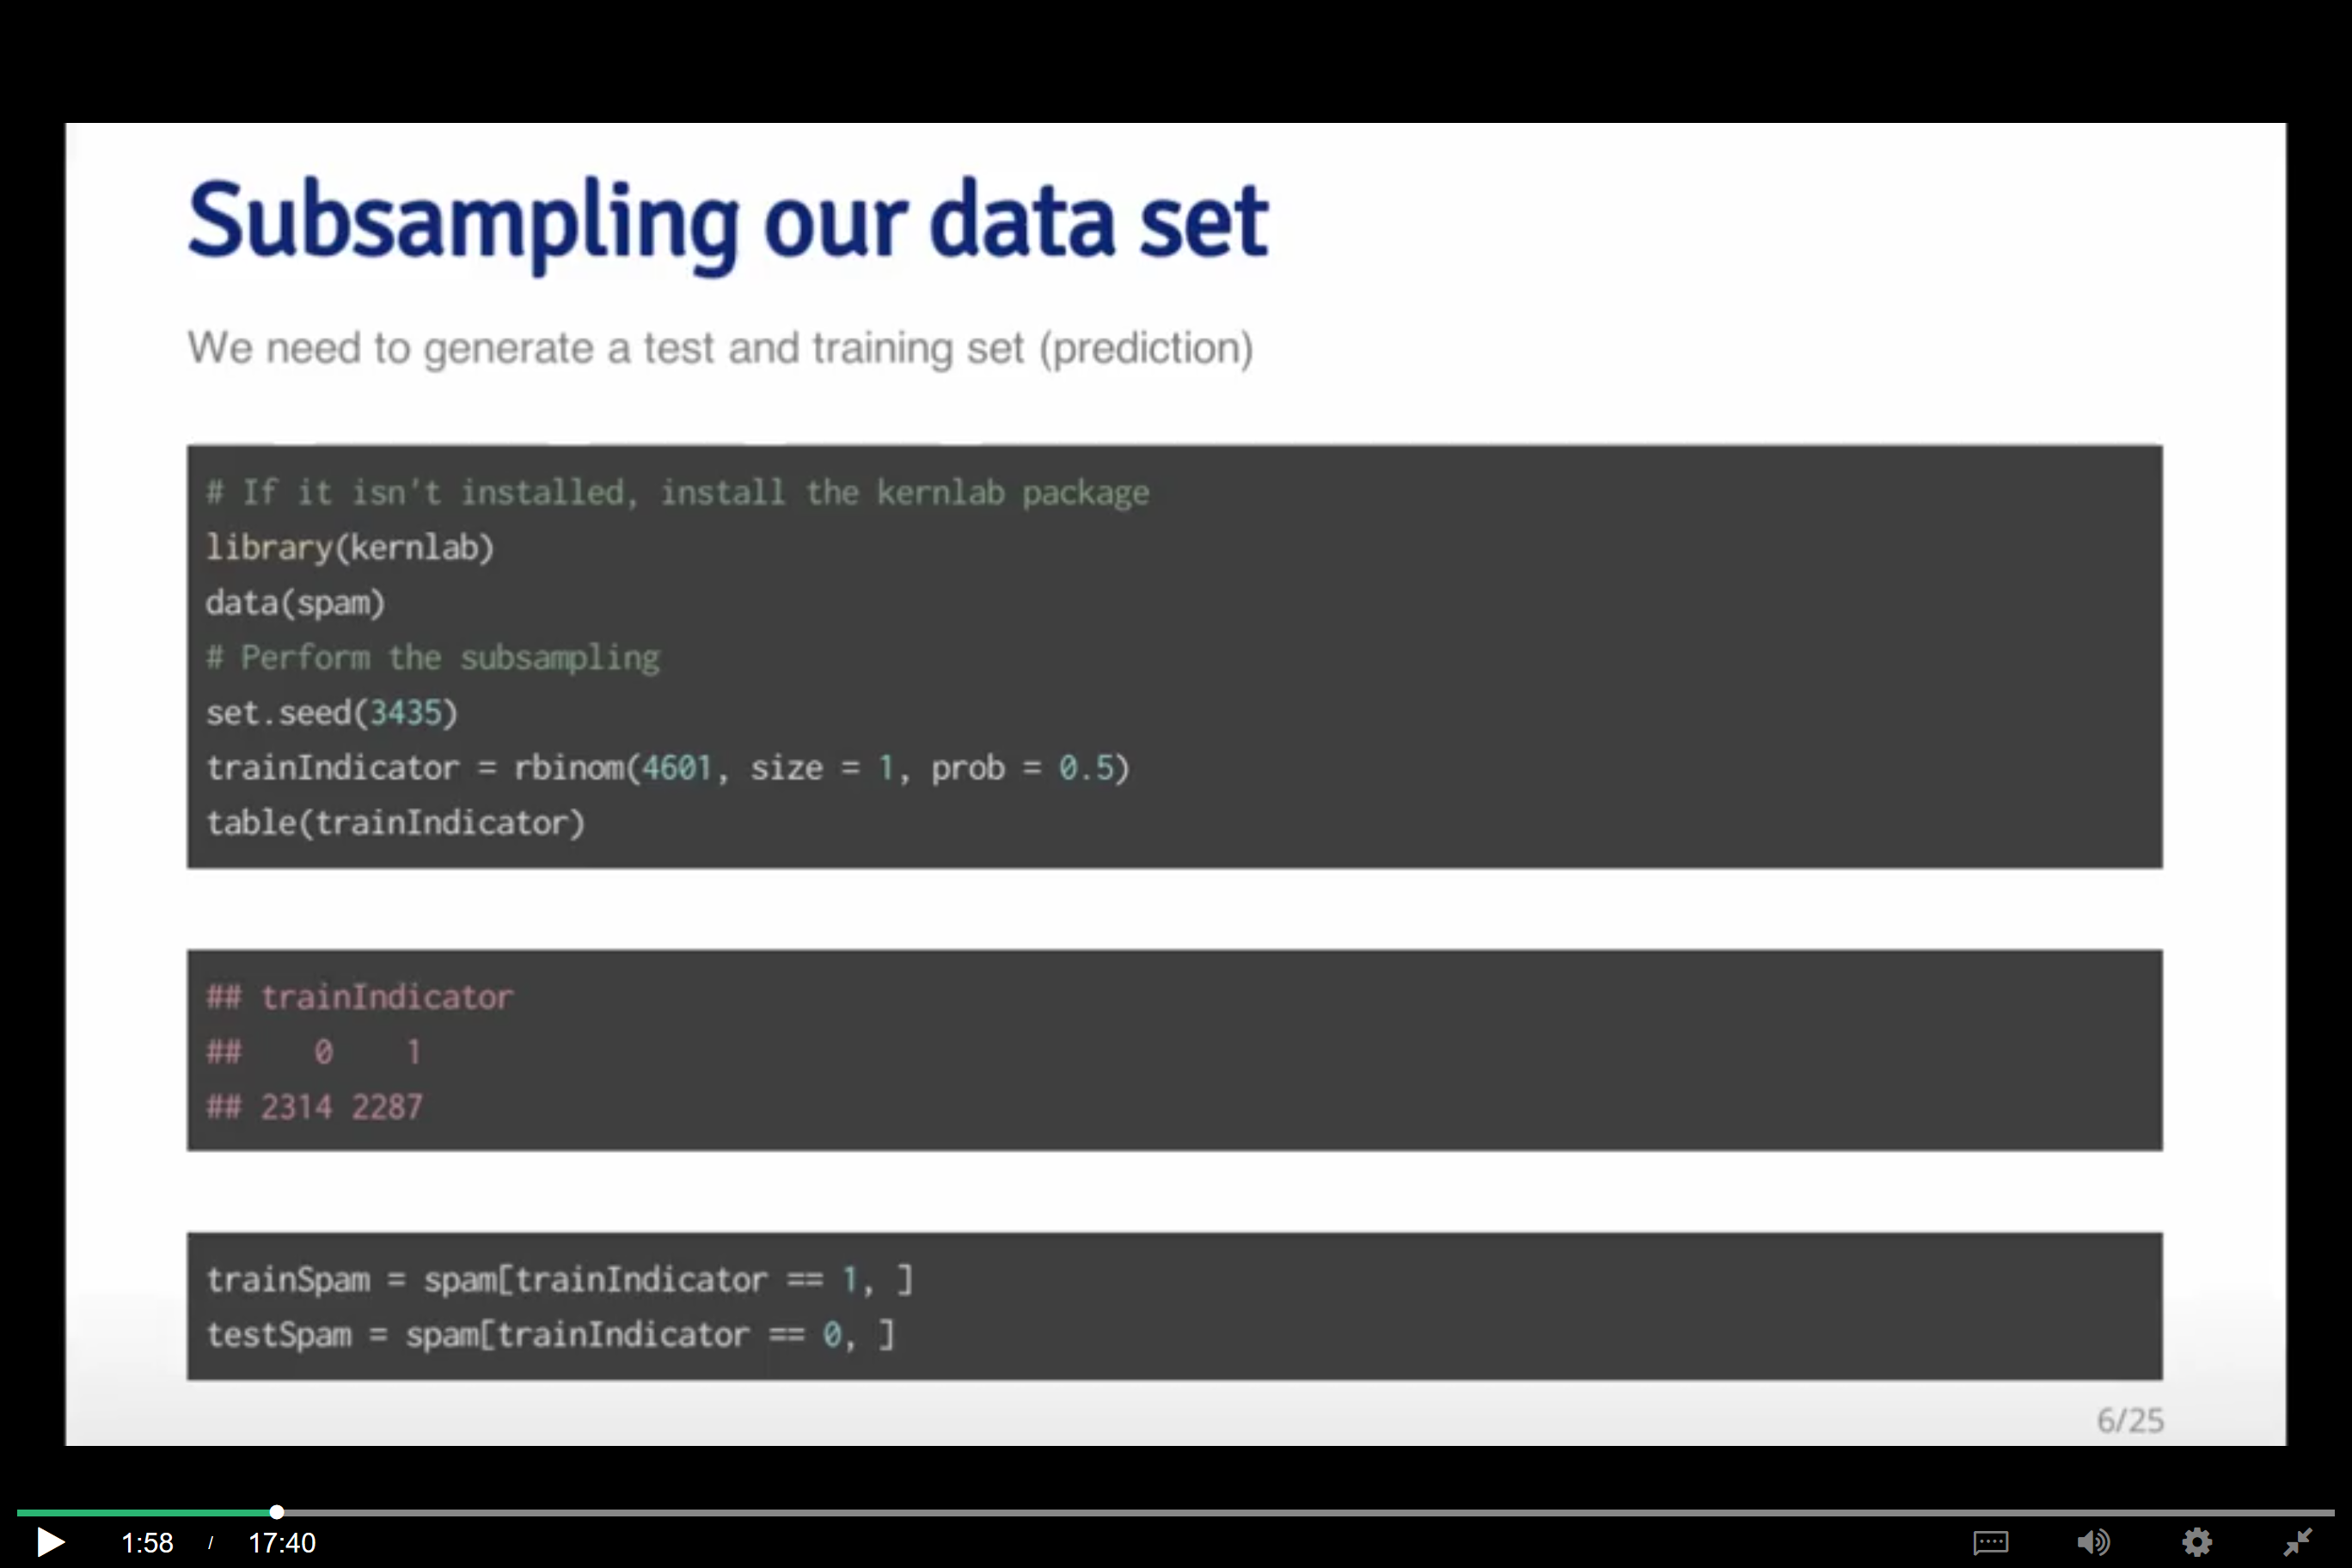 Subsampling our data set
We need to generate a test and training set (prediction)
# If it isn't installed, install the kernlab package
library(kernlab)
data(spam)
# Perform the subsampling
set.seed(3435)
trainIndicator = rbinom(4601, size = 1, prob = 0.5)
table(trainIndicator)
## trainIndicator
##    0    1
## 2314 2287
trainSpam = spam[trainIndicator == 1, ]
testSpam = spam[trainIndicator == 0, ]
6/25
1:58 / 17:40